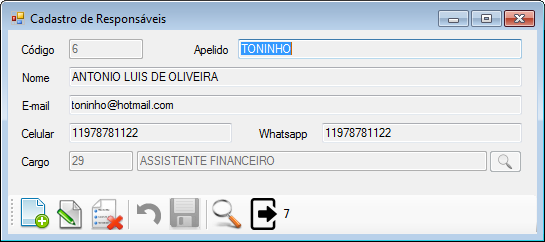 Cadastro de Responsáveis
Código 6 Apelido TONINHO
Nome ANTONIO LUIS DE OLIVEIRA
E-mail toninho@hotmail.com
Celular 11978781122 Whatsapp 11978781122
Cargo 29 ASSISTENTE FINANCEIRO
7